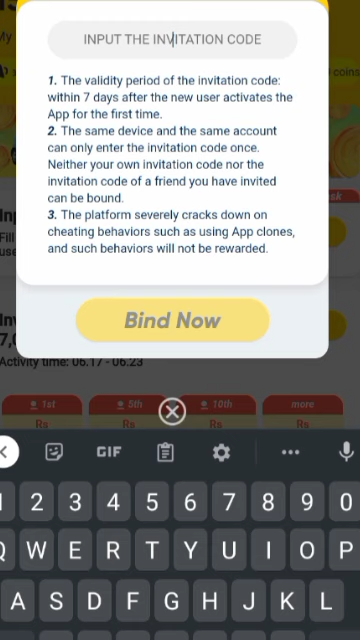 My
coins
INPUT THE INVITATION CODE
1. The validity period of the invitation code:
within 7 days after the new user activates the
App for the first time.
2. The same device and the same account
can only enter the invitation code once.
Neither your own invitation code nor the
invitation code of a friend you have invited
can be bound.
3. The platform severely cracks down on
cheating behaviors such as using App clones,
and such behaviors will not be rewarded.
Bind Now
Activity time: 06.17 - 06.23
1st 5th 10th more
Rs Rs Rs Rs
GIF
1 2 3 4 5 6 7 8 9 0
Q W E R T Y U I O P
A S D F G H J K L